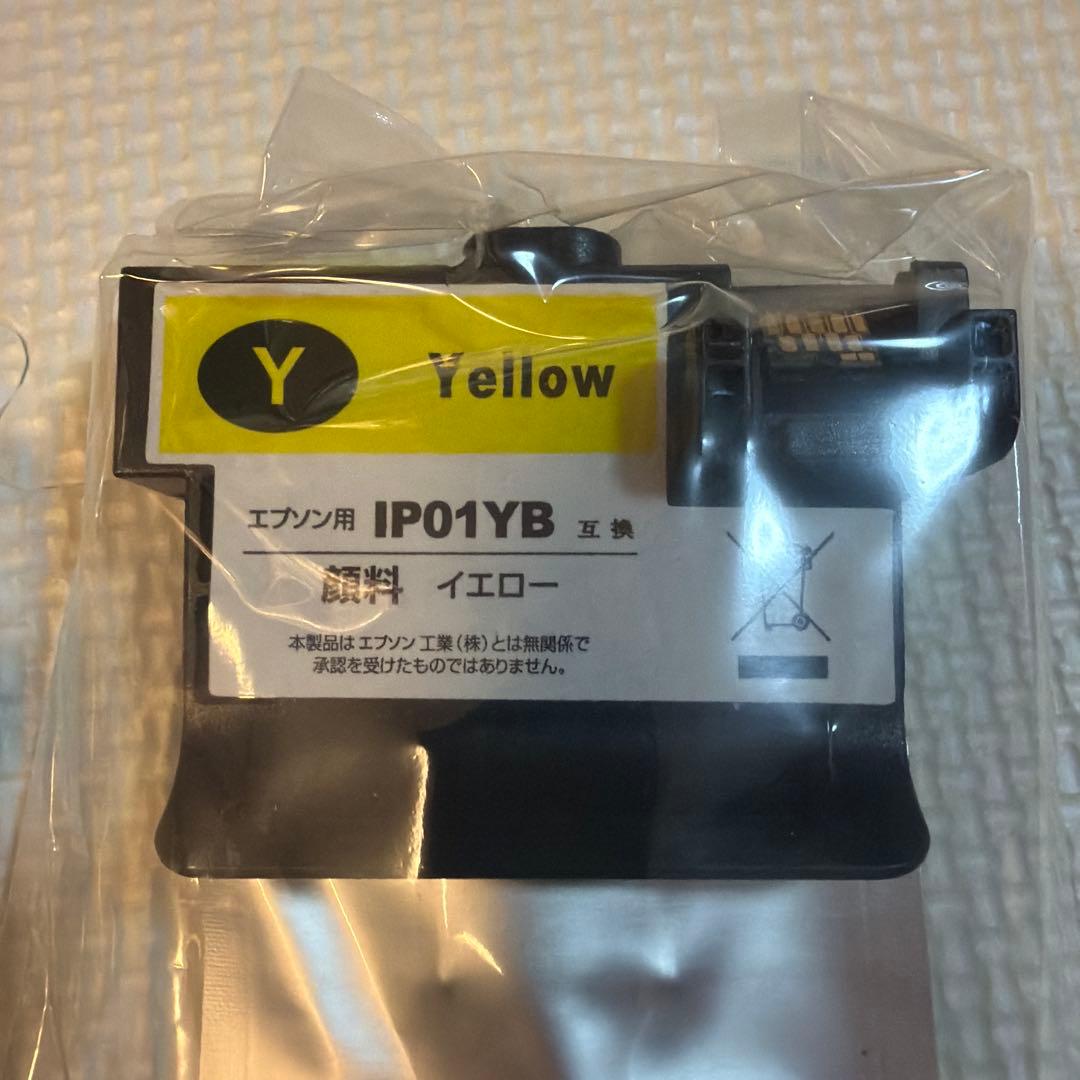 Y Yellow
エプソン用 IP01YB 互換
顔料 イエロー
本製品はエプソン工業(株)とは無関係で
承認を受けたものではありません。